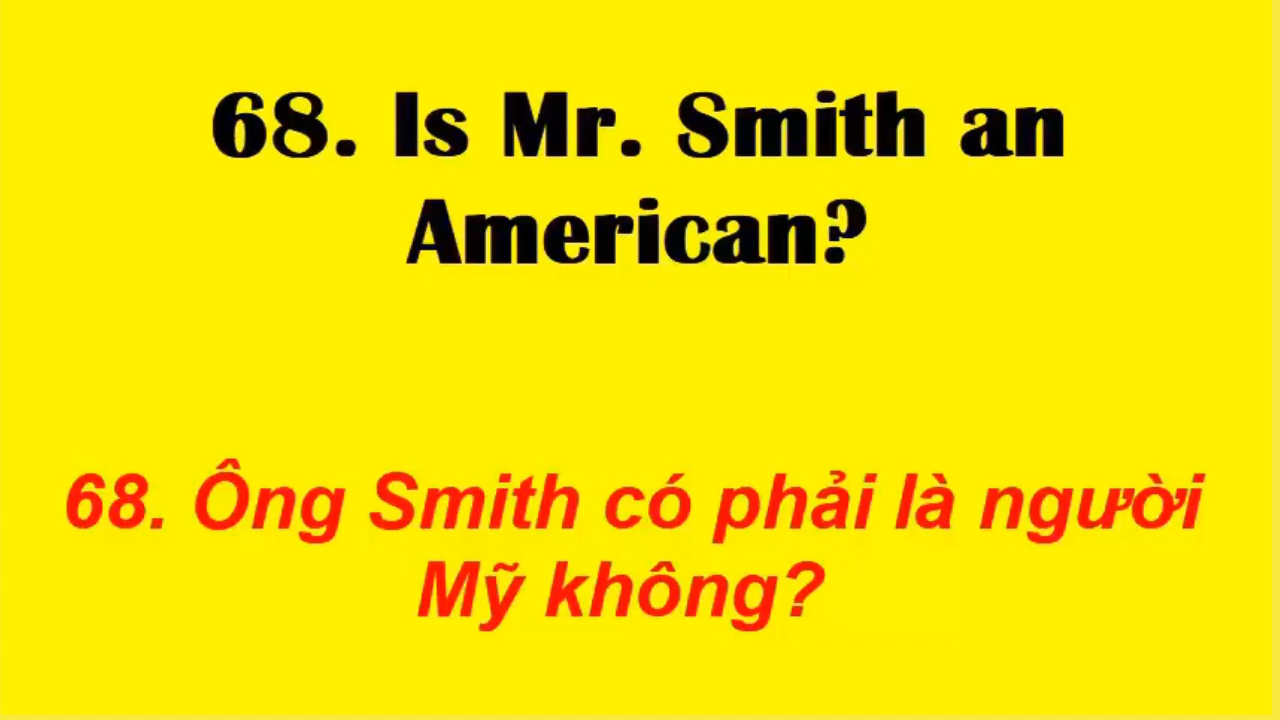 68. Is Mr. Smith an
American?
68. Ông Smith có phải là người
Mỹ không?